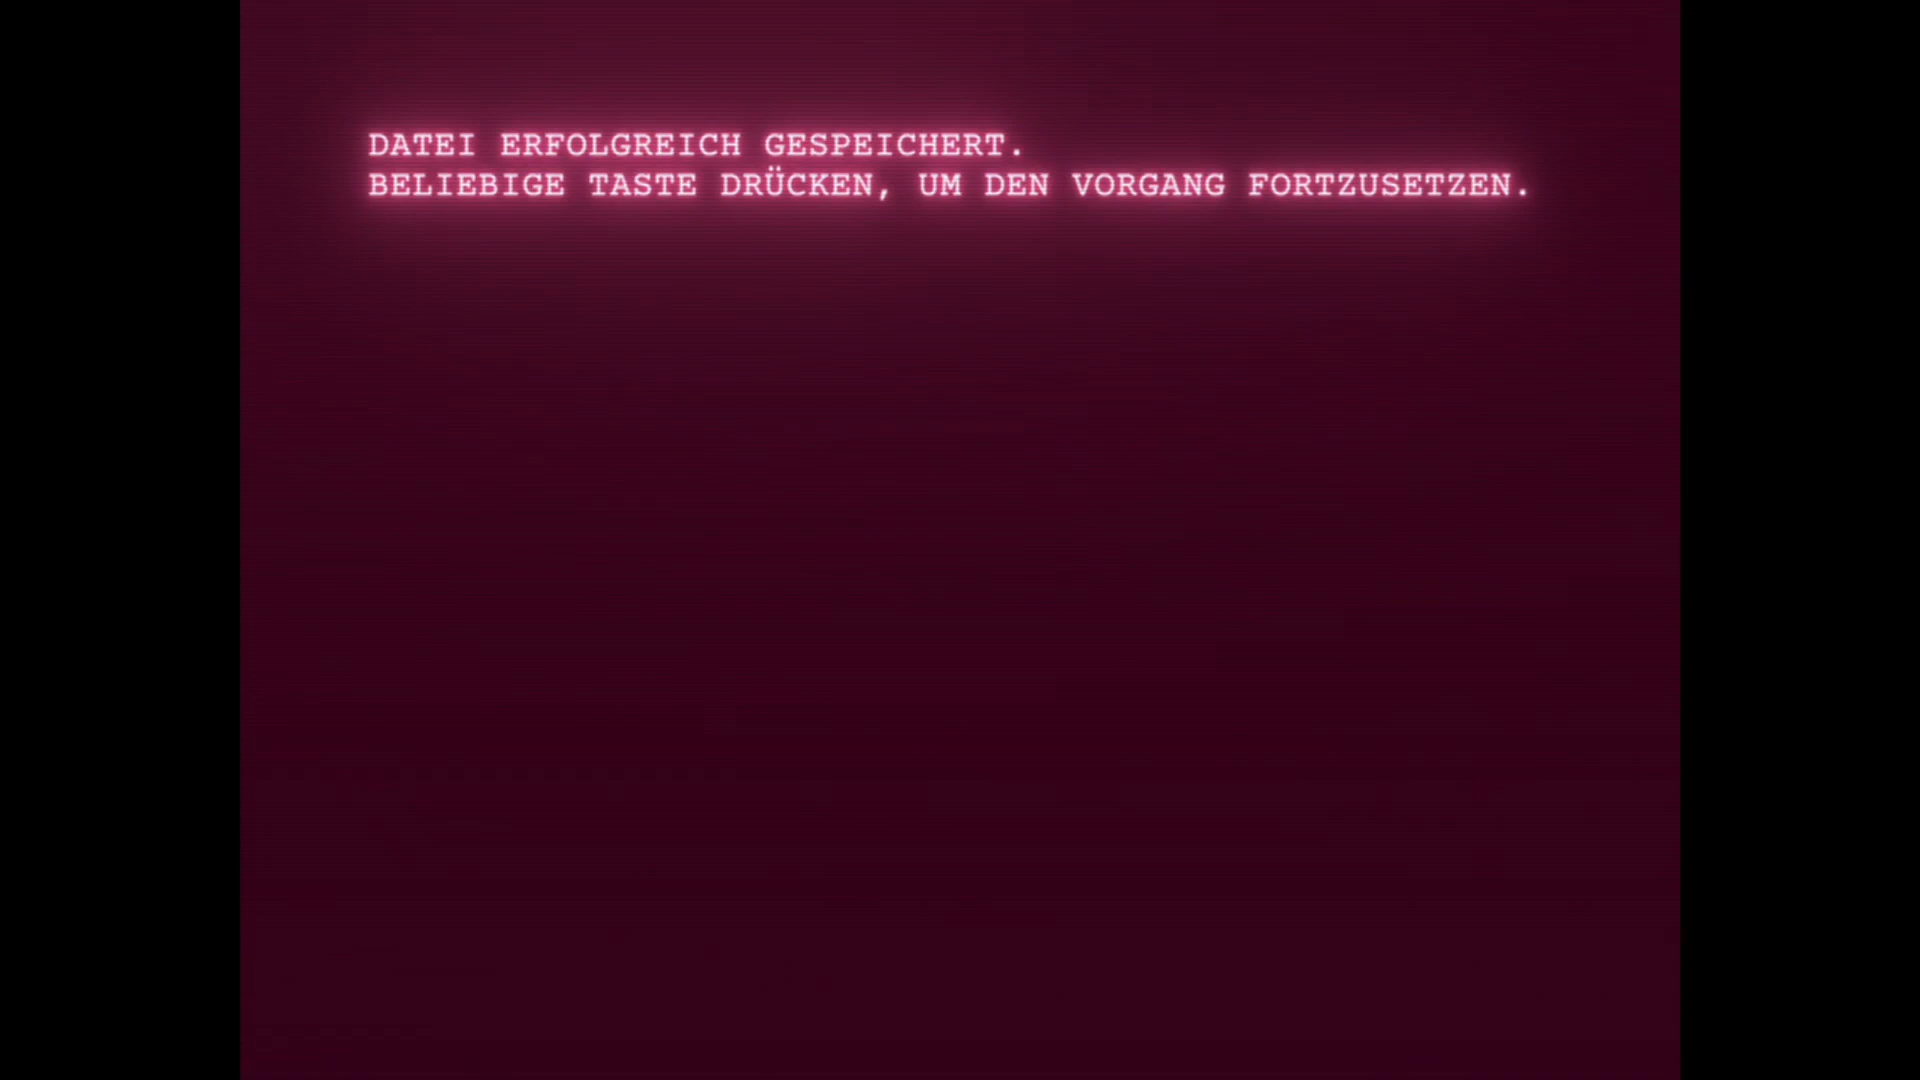 DATEI ERFOLGREICH GESPEICHERT.
BELIEBIGE TASTE DRÜCKEN, UM DEN VORGANG FORTZUSETZEN.